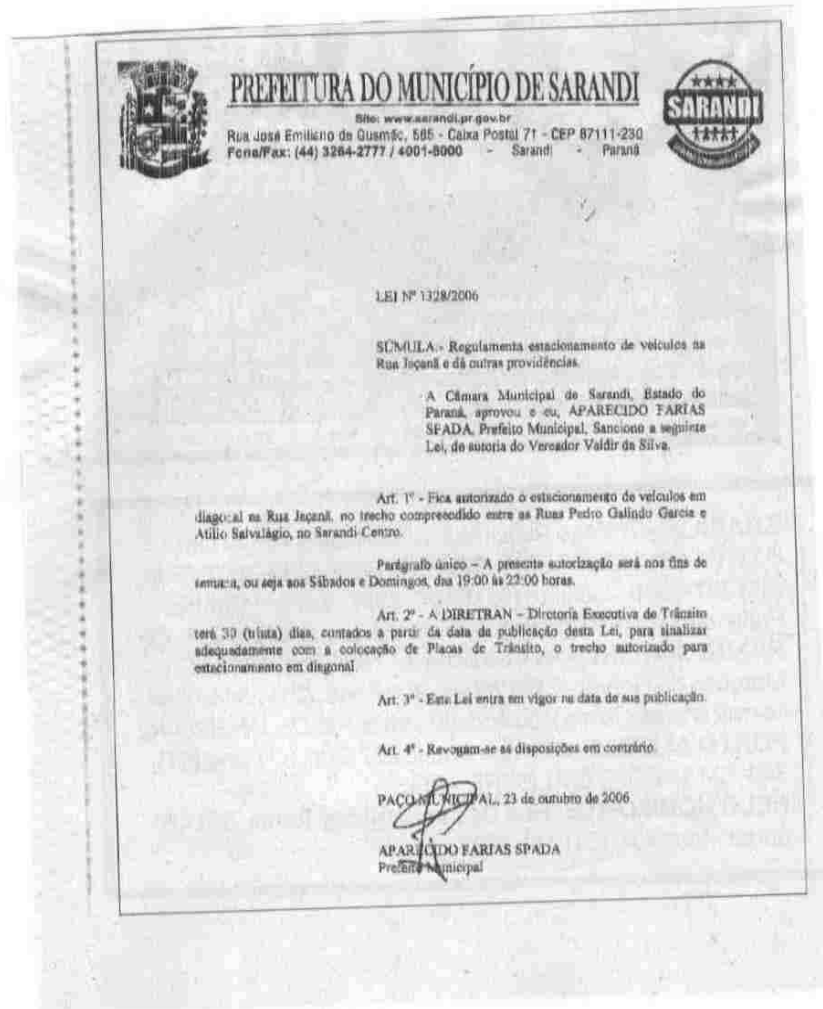 PREFEITURA DO MUNICÍPIO DE SARANDI
Site: www.sarandi.pr.gov.br
Rua José Emiliano de Gusmão, 565 - Caixa Postal 71 - CEP 87111-230
Fone/Fax: (44) 3264-2777 / 4001-8000 - Sarandi - Paraná
★★★★
SARANDI
LEI Nº 1328/2006
SÚMULA.- Regulamenta estacionamento de veículos na
Rua Jaçanã e dá outras providências.
A Câmara Municipal de Sarandi, Estado do
Paraná, aprovou e eu, APARECIDO FARIAS
SPADA, Prefeito Municipal, Sanciono a seguinte
Lei, de autoria do Vereador Valdir da Silva.
Art. 1º - Fica autorizado o estacionamento de veículos em
diagonal na Rua Jaçanã, no trecho compreendido entre as Ruas Pedro Galindo Garcia e
Atílio Salvalágio, no Sarandi-Centro.
Parágrafo único – A presente autorização será nos fins de
semana, ou seja aos Sábados e Domingos, das 19:00 às 22:00 horas.
Art. 2º - A DIRETRAN – Diretoria Executiva de Trânsito
terá 30 (trinta) dias, contados a partir da data da publicação desta Lei, para sinalizar
adequadamente com a colocação de Placas de Trânsito, o trecho autorizado para
estacionamento em diagonal.
Art. 3º - Esta Lei entra em vigor na data de sua publicação.
Art. 4º - Revogam-se as disposições em contrário.
PAÇO MUNICIPAL, 23 de outubro de 2006
APARECIDO FARIAS SPADA
Prefeito Municipal